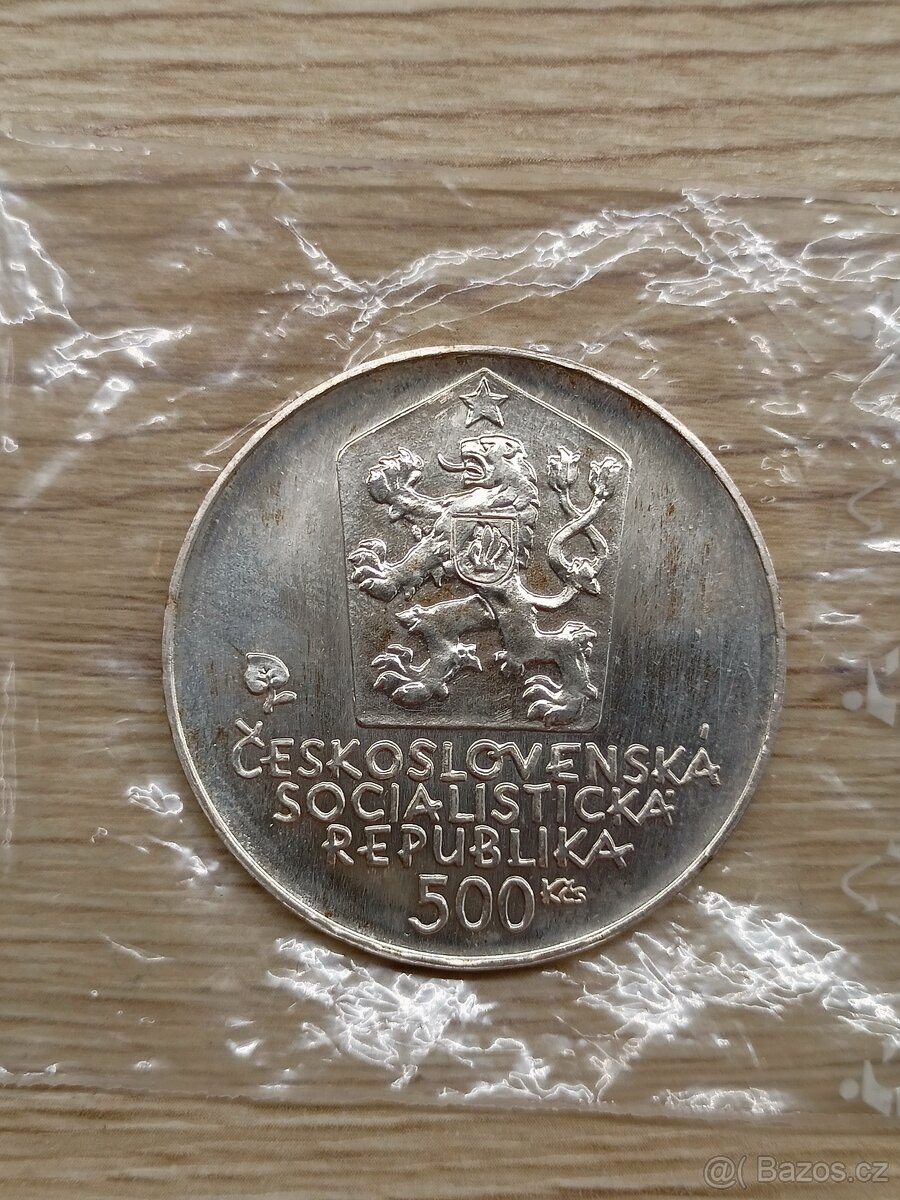 ČESKOSLOVENSKÁ
SOCIALISTICKÁ
REPUBLIKA
500 Kčs
@( Bazos.cz